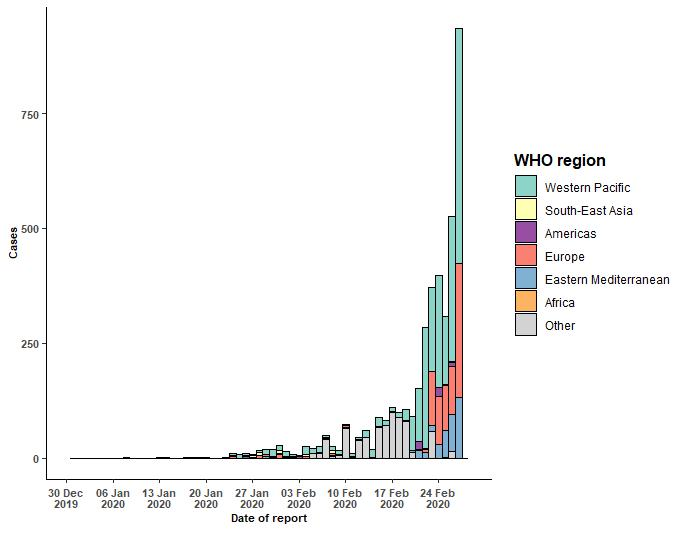 WHO region
Western Pacific
South-East Asia
Americas
Europe
Eastern Mediterranean
Africa
Other
Cases
750
500
250
0
30 Dec 06 Jan 13 Jan 20 Jan 27 Jan 03 Feb 10 Feb 17 Feb 24 Feb
2019 2020 2020 2020 2020 2020 2020 2020 2020
Date of report